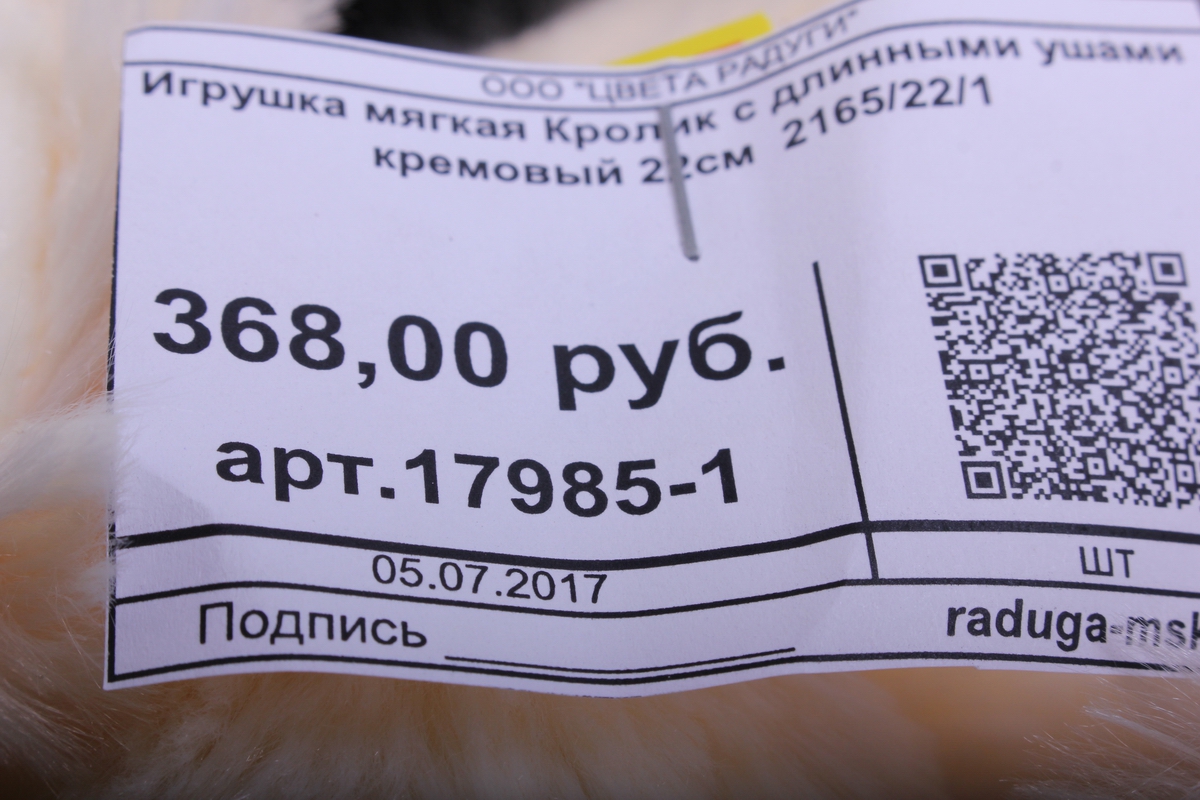 ООО "ЦВЕТА РАДУГИ"
Игрушка мягкая Кролик с длинными ушами
кремовый 22см 2165/22/1
368,00 руб.
арт.17985-1
05.07.2017
шт
Подпись
raduga-msk